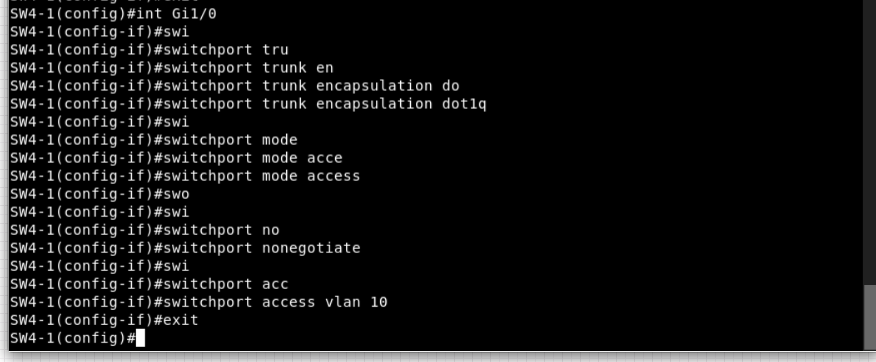 SW4-1(config)#int Gi1/0
SW4-1(config-if)#swi
SW4-1(config-if)#switchport tru
SW4-1(config-if)#switchport trunk en
SW4-1(config-if)#switchport trunk encapsulation do
SW4-1(config-if)#switchport trunk encapsulation dot1q
SW4-1(config-if)#swi
SW4-1(config-if)#switchport mode
SW4-1(config-if)#switchport mode acce
SW4-1(config-if)#switchport mode access
SW4-1(config-if)#swo
SW4-1(config-if)#swi
SW4-1(config-if)#switchport no
SW4-1(config-if)#switchport nonegotiate
SW4-1(config-if)#swi
SW4-1(config-if)#switchport acc
SW4-1(config-if)#switchport access vlan 10
SW4-1(config-if)#exit
SW4-1(config)#